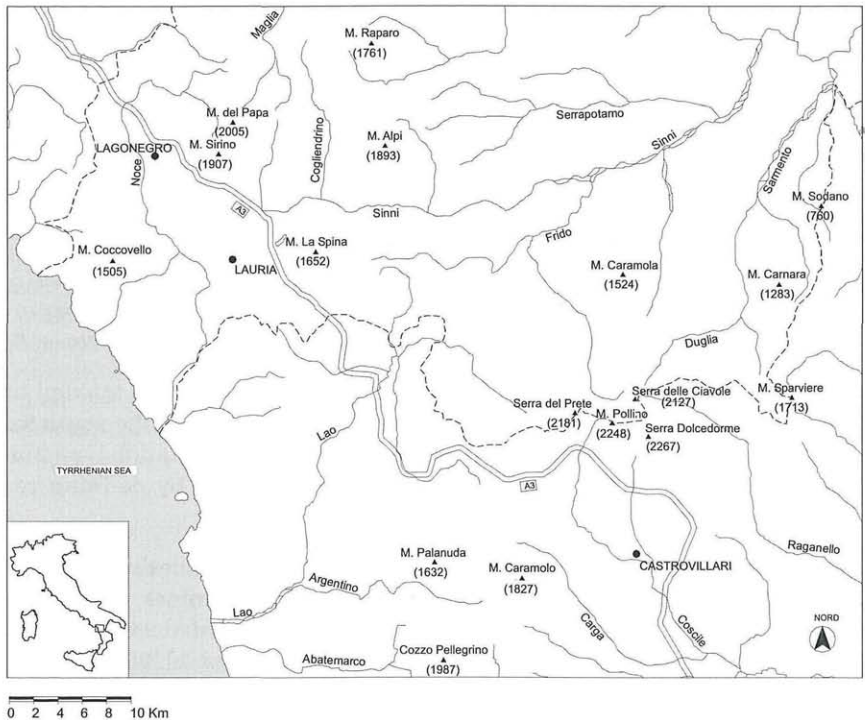 Maglia
M. Raparo
(1761)
M. del Papa
(2005)
Serrapotamo
LAGONEGRO
M. Sirino
(1907)
M. Alpi
(1893)
Noce
Cogliendrino
Sinni
Sarmento
A3
Sinni
M. Sodano
(760)
Frido
M. Coccovello
(1505)
LAURIA
M. La Spina
(1652)
M. Caramola
(1524)
M. Carnara
(1283)
Duglia
Serra del Prete
(2181)
Serra delle Ciavole
(2127)
M. Sparviere
(1713)
M. Pollino
(2248)
Serra Dolcedorme
(2267)
Lao
TYRRHENIAN SEA
A3
Raganello
M. Palanuda
(1632)
M. Caramolo
(1827)
CASTROVILLARI
Argentino
Lao
Carga
Coscile
NORD
Abatemarco
Cozzo Pellegrino
(1987)
0 2 4 6 8 10 Km